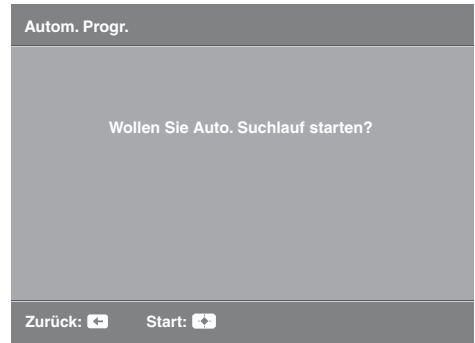 Autom. Progr.
Wollen Sie Auto. Suchlauf starten?
Zurück: Start: